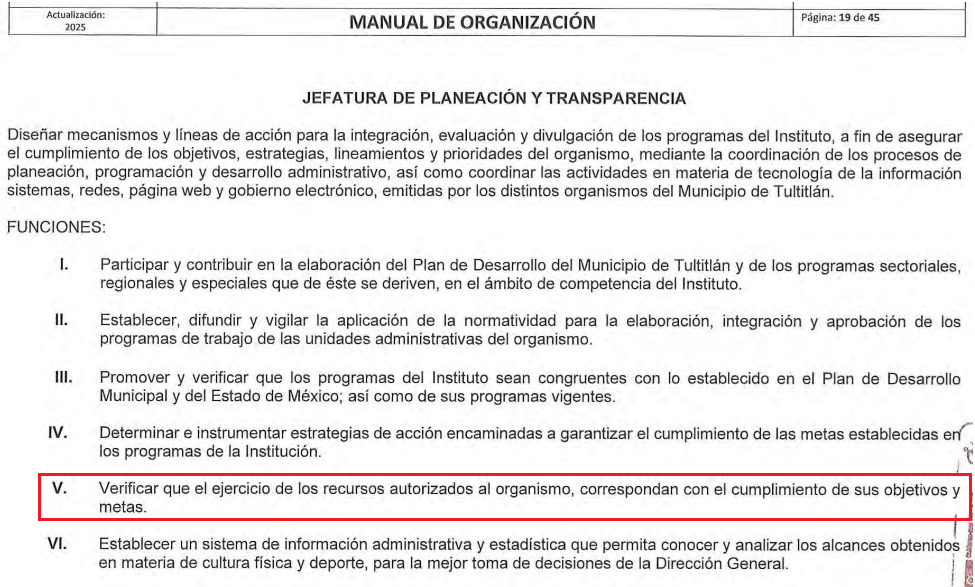 Actualización:
2025
MANUAL DE ORGANIZACIÓN
Página: 19 de 45
JEFATURA DE PLANEACIÓN Y TRANSPARENCIA
Diseñar mecanismos y líneas de acción para la integración, evaluación y divulgación de los programas del Instituto, a fin de asegurar
el cumplimiento de los objetivos, estrategias, lineamientos y prioridades del organismo, mediante la coordinación de los procesos de
planeación, programación y desarrollo administrativo, así como coordinar las actividades en materia de tecnología de la información
sistemas, redes, página web y gobierno electrónico, emitidas por los distintos organismos del Municipio de Tultitlán.
FUNCIONES:
I. Participar y contribuir en la elaboración del Plan de Desarrollo del Municipio de Tultitlán y de los programas sectoriales,
regionales y especiales que de éste se deriven, en el ámbito de competencia del Instituto.
II. Establecer, difundir y vigilar la aplicación de la normatividad para la elaboración, integración y aprobación de los
programas de trabajo de las unidades administrativas del organismo.
III. Promover y verificar que los programas del Instituto sean congruentes con lo establecido en el Plan de Desarrollo
Municipal y del Estado de México; así como de sus programas vigentes.
IV. Determinar e instrumentar estrategias de acción encaminadas a garantizar el cumplimiento de las metas establecidas en
los programas de la Institución.
V. Verificar que el ejercicio de los recursos autorizados al organismo, correspondan con el cumplimiento de sus objetivos y
metas.
VI. Establecer un sistema de información administrativa y estadística que permita conocer y analizar los alcances obtenidos
en materia de cultura física y deporte, para la mejor toma de decisiones de la Dirección General.